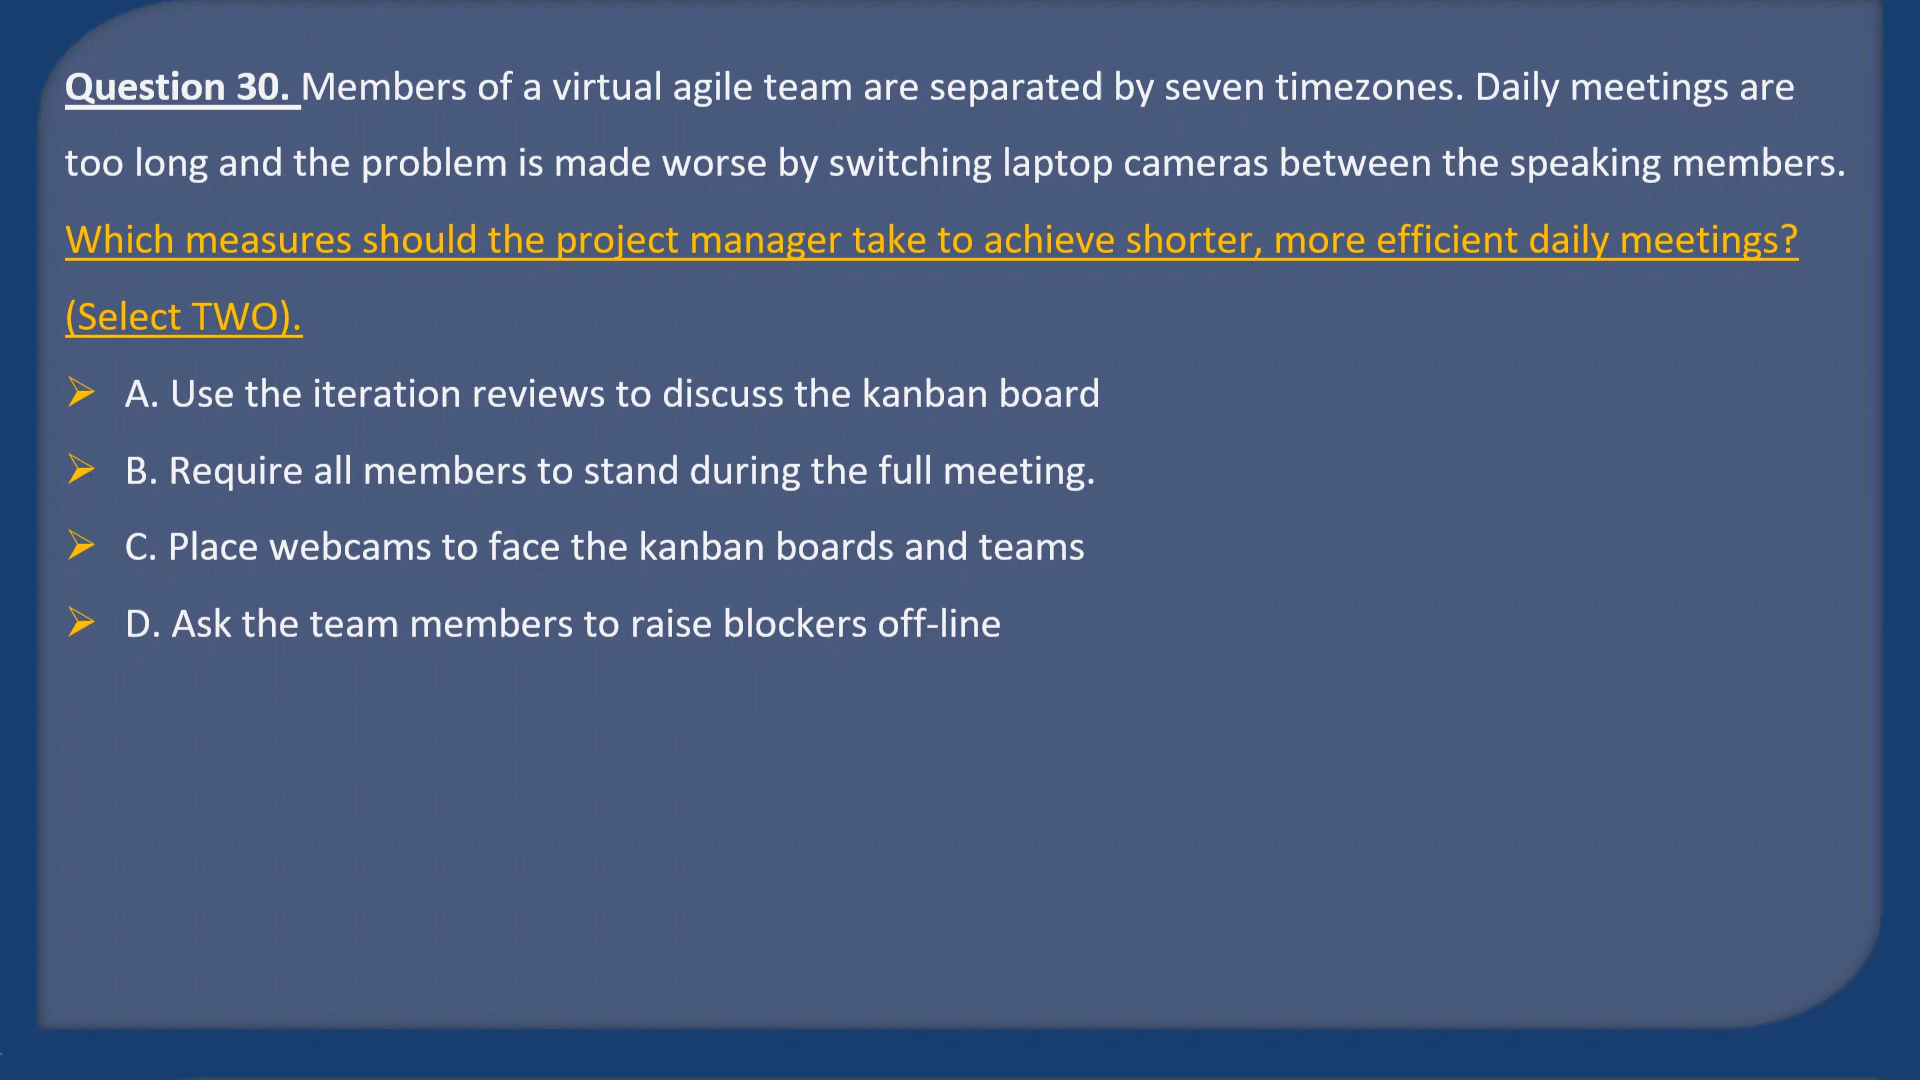 Question 30. Members of a virtual agile team are separated by seven timezones. Daily meetings are
too long and the problem is made worse by switching laptop cameras between the speaking members.
Which measures should the project manager take to achieve shorter, more efficient daily meetings?
(Select TWO).
A. Use the iteration reviews to discuss the kanban board
B. Require all members to stand during the full meeting.
C. Place webcams to face the kanban boards and teams
D. Ask the team members to raise blockers off-line